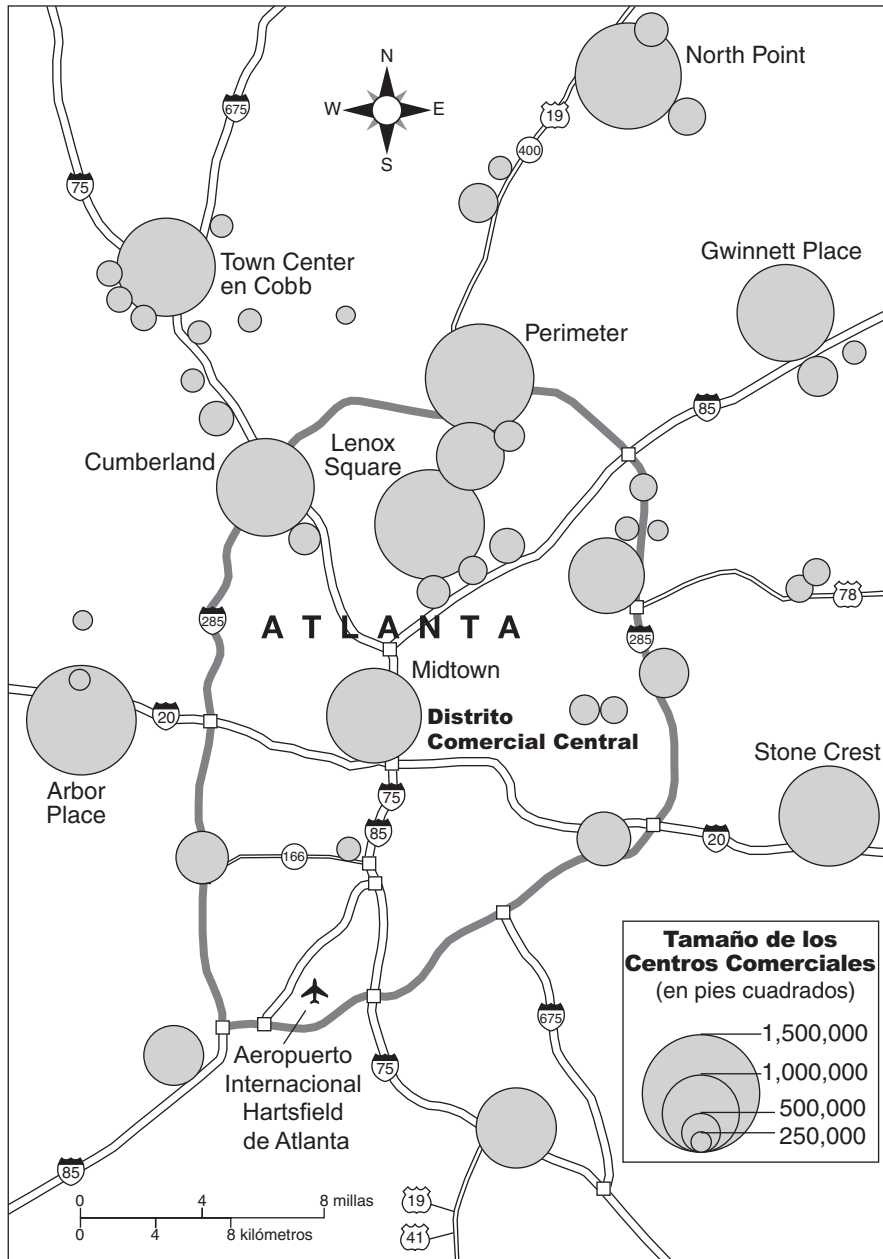 North Point
N
W E
S
675
19
400
75
Town Center
en Cobb
Gwinnett Place
Perimeter
85
Lenox
Square
Cumberland
78
285
ATLANTA
285
Midtown
Distrito
Comercial Central
20
Stone Crest
Arbor
Place
75
85
20
166
Aeropuerto
Internacional
Hartsfield
de Atlanta
675
75
85
19
41
0 4 8 millas
0 4 8 kilómetros
Tamaño de los
Centros Comerciales
(en pies cuadrados)
1,500,000
1,000,000
500,000
250,000